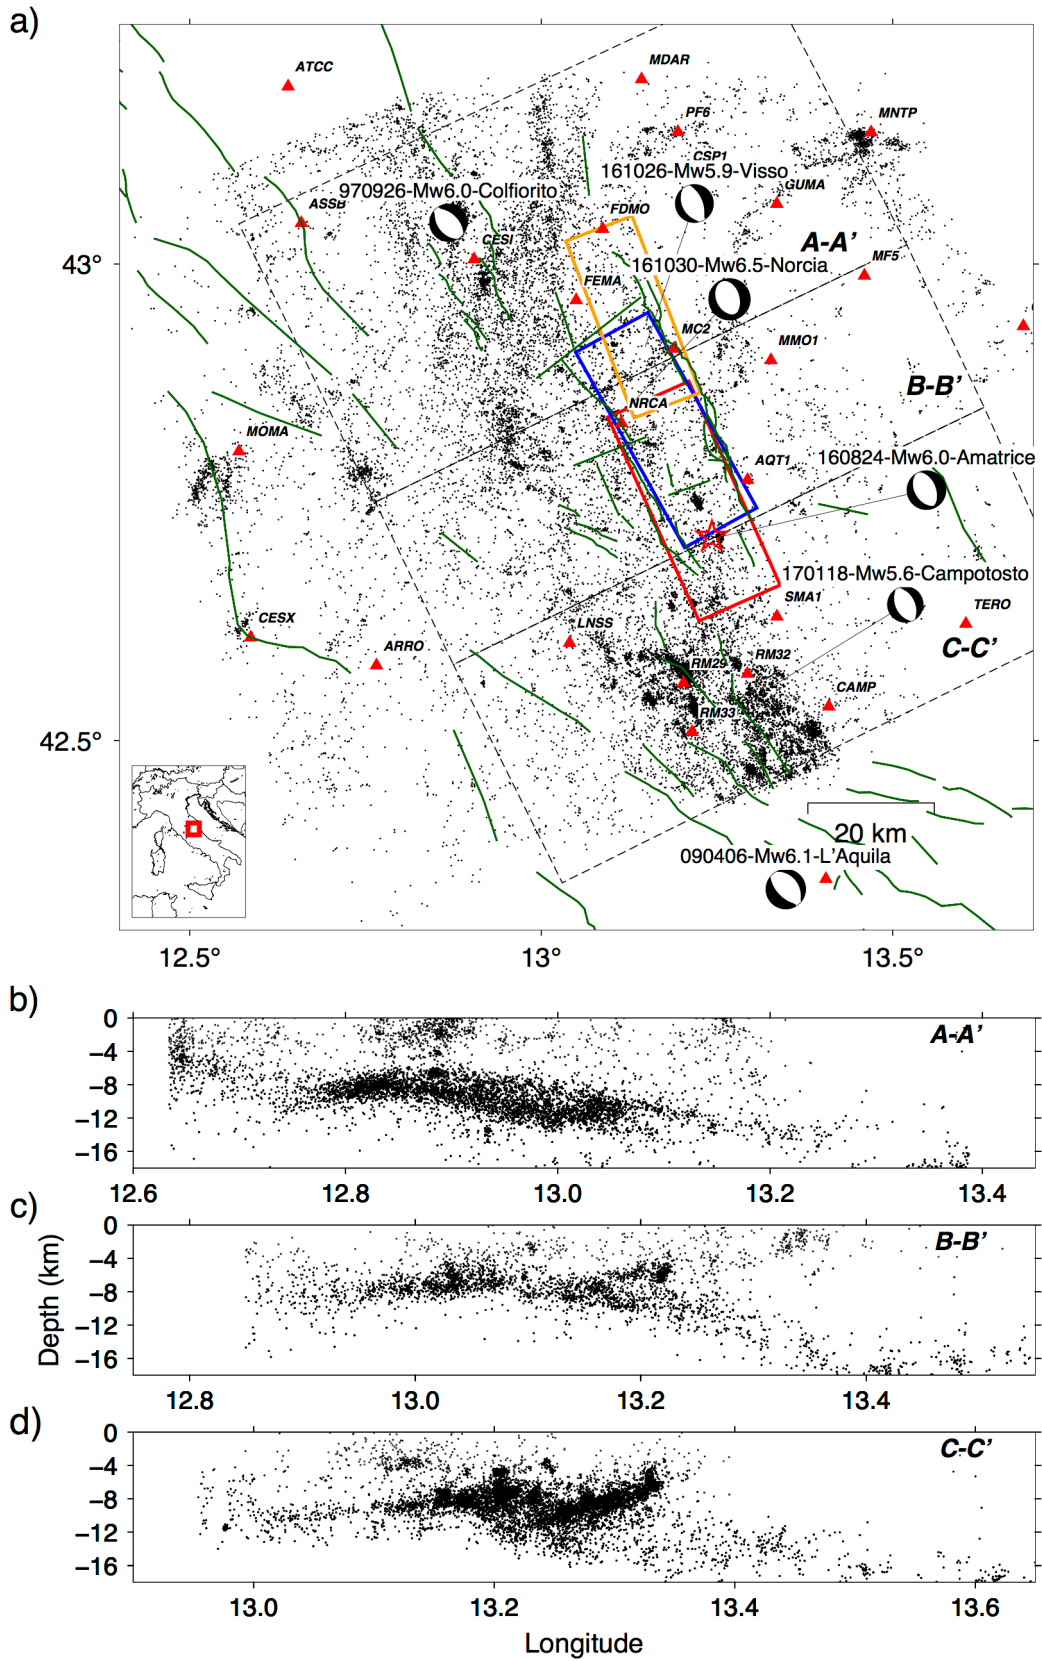 a)
ATCC
MDAR
PF6
MNTP
CSP1
161026-Mw5.9-Visso
970926-Mw6.0-Colfiorito
GUMA
ASSB
FDMO
CESI
A-A'
43°
161030-Mw6.5-Norcia
MF5
FEMA
MC2
MMO1
B-B'
NRCA
MOMA
AQT1
160824-Mw6.0-Amatrice
170118-Mw5.6-Campotosto
SMA1
TERO
CESX
LNSS
ARRO
RM29
RM32
C-C'
CAMP
RM33
42.5°
20 km
090406-Mw6.1-L'Aquila
12.5°
13°
13.5°
b)
0
−4
−8
−12
−16
A-A'
12.6
12.8
13.0
13.2
13.4
c)
0
−4
−8
−12
−16
B-B'
Depth (km)
12.8
13.0
13.2
13.4
d)
0
−4
−8
−12
−16
C-C'
13.0
13.2
13.4
13.6
Longitude